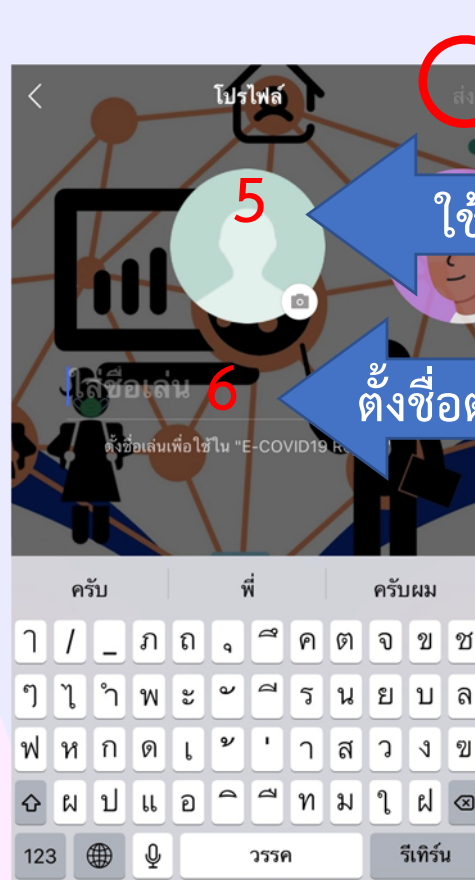 โปรไฟล์
ส่ง
5
ใช้
ใส่ชื่อเล่น
6
ตั้งชื่อ
ตั้งชื่อเล่นเพื่อใช้ใน "E-COVID19
ครับ พี่ ครับผม
ๅ / _ ภ ถ ุ ึ ค ต จ ข ช
ๆ ไ ำ พ ะ ั ี ร น ย บ ล
ฟ ห ก ด เ ้ ่ า ส ว ง ฃ
ผ ป แ อ ิ ื ท ม ใ ฝ
123 วรรค รีเทิร์น